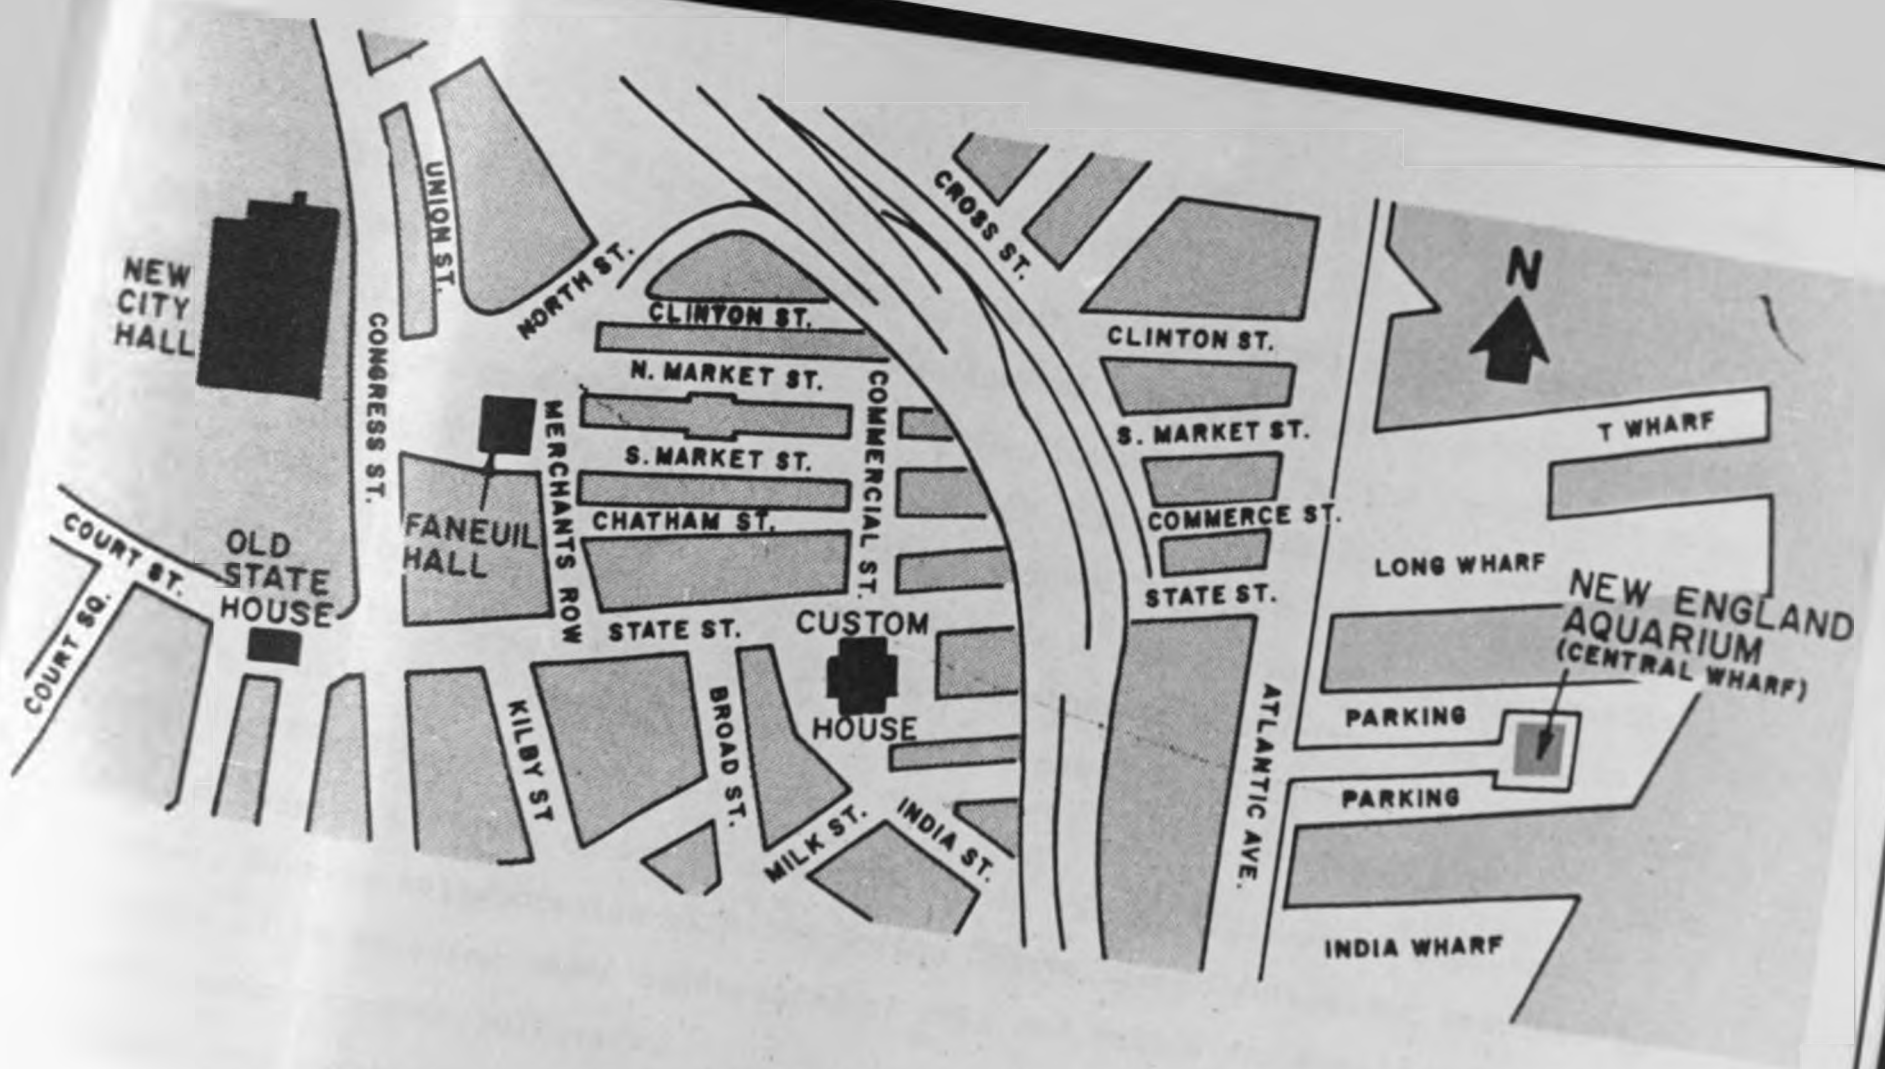 UNION ST.
CROSS ST.
N
NEW
CITY
HALL
NORTH ST.
CLINTON ST.
CLINTON ST.
CONGRESS ST.
N. MARKET ST.
COMMERCIAL ST.
MERCHANTS ROW
S. MARKET ST.
S. MARKET ST.
T WHARF
CHATHAM ST.
COMMERCE ST.
FANEUIL
HALL
COURT ST.
OLD
STATE
HOUSE
COURT SQ.
LONG WHARF
STATE ST.
STATE ST.
CUSTOM
HOUSE
NEW ENGLAND
AQUARIUM
(CENTRAL WHARF)
KILBY ST
BROAD ST.
ATLANTIC AVE.
PARKING
PARKING
MILK ST.
INDIA ST.
INDIA WHARF